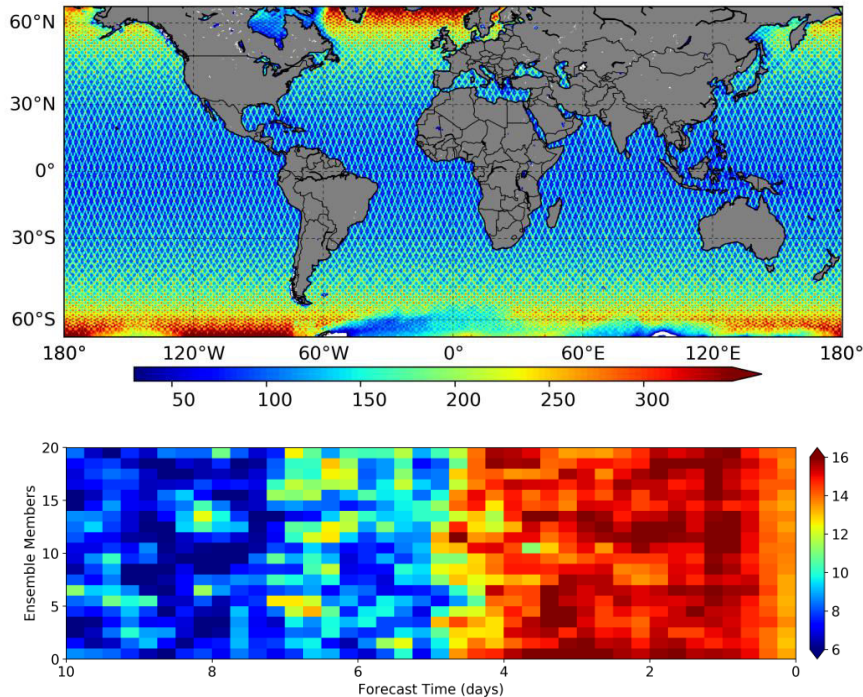 60°N
30°N
0°
30°S
60°S
180° 120°W 60°W 0° 60°E 120°E 180°
50 100 150 200 250 300
20
15
10
5
0
Ensemble Members
10 8 6 4 2 0
Forecast Time (days)
16
14
12
10
8
6